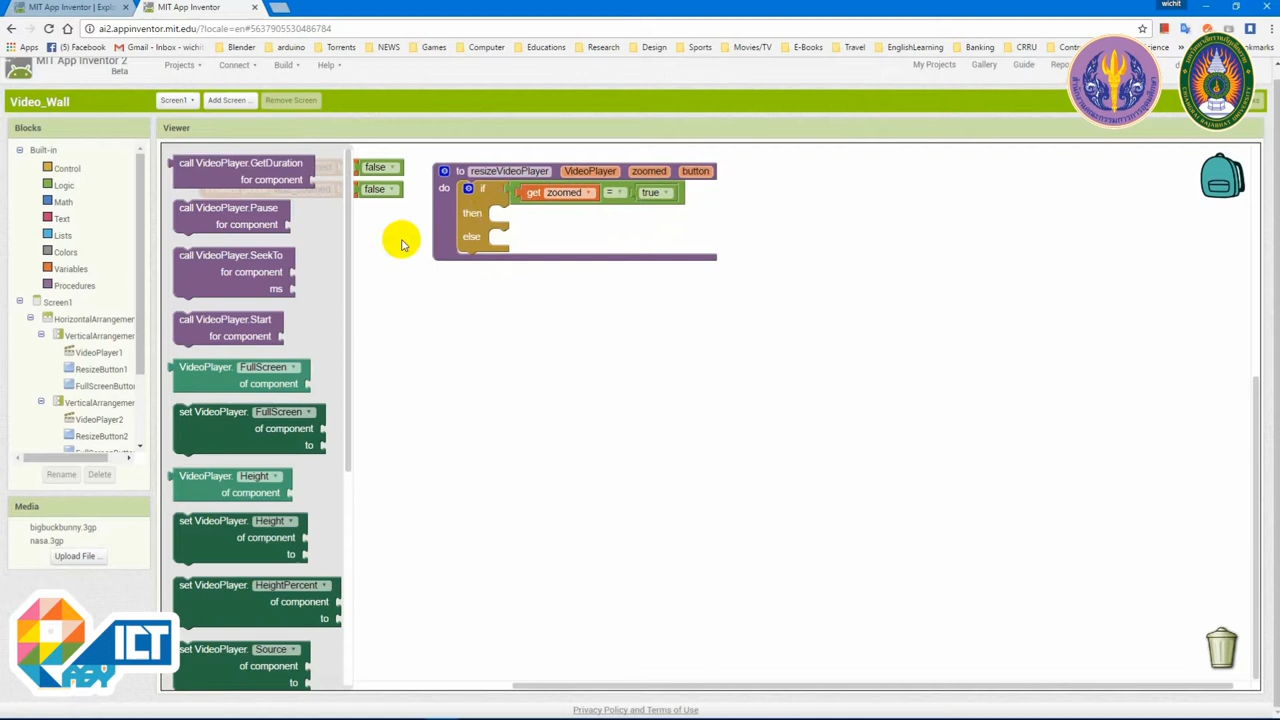 wichit
MIT App Inventor | Explo
MIT App Inventor
ai2.appinventor.mit.edu/?locale=en#5637905530486784
Apps
(5) Facebook
Gmail - Inbox - wichit
Blender
arduino
Torrents
NEWS
Games
Computer
Educations
Research
Design
Sports
Movies/TV
E-Books
Travel
EnglishLearning
Banking
CRRU
MIT App Inventor 2
Beta
Projects
Connect
Build
Help
My Projects
Gallery
Guide
Video_Wall
Screen1
Add Screen ...
Remove Screen
Blocks
Viewer
Built-in
Control
Logic
Math
Text
Lists
Colors
Variables
Procedures
Screen1
HorizontalArrangemen
VerticalArrangemen
VideoPlayer1
ResizeButton1
FullScreenButton
VerticalArrangemen
VideoPlayer2
ResizeButton2
Rename
Delete
Media
bigbuckbunny.3gp
nasa.3gp
Upload File ...
call VideoPlayer.GetDuration
for component
call VideoPlayer.Pause
for component
call VideoPlayer.SeekTo
for component
ms
call VideoPlayer.Start
for component
VideoPlayer. FullScreen
of component
set VideoPlayer. FullScreen
of component
to
VideoPlayer. Height
of component
set VideoPlayer. Height
of component
to
set VideoPlayer. HeightPercent
of component
to
set VideoPlayer. Source
of component
to
false
false
to resizeVideoPlayer VideoPlayer zoomed button
do if get zoomed = true
then
else
ICT
Privacy Policy and Terms of Use